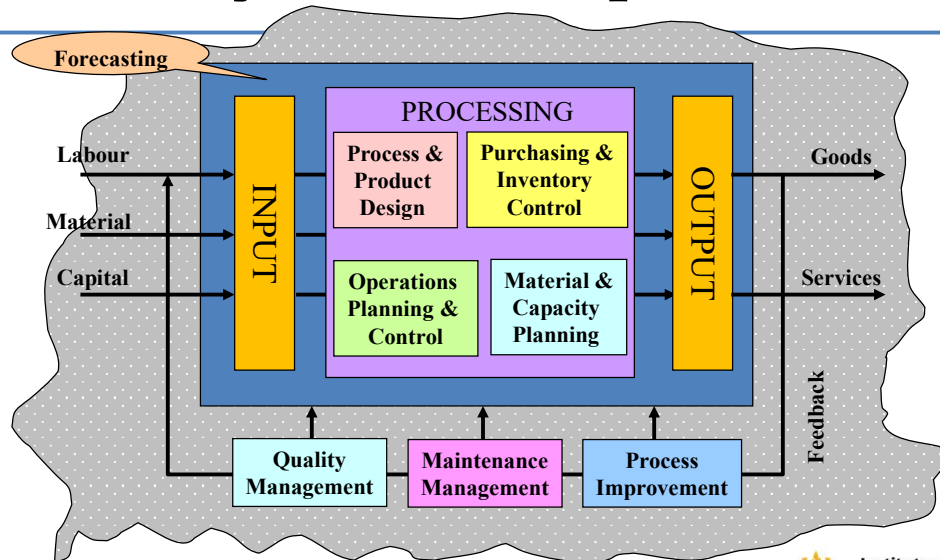 Forecasting
PROCESSING
Labour
Material
Capital
INPUT
Process &
Product
Design
Purchasing &
Inventory
Control
Operations
Planning &
Control
Material &
Capacity
Planning
OUTPUT
Goods
Services
Feedback
Quality
Management
Maintenance
Management
Process
Improvement